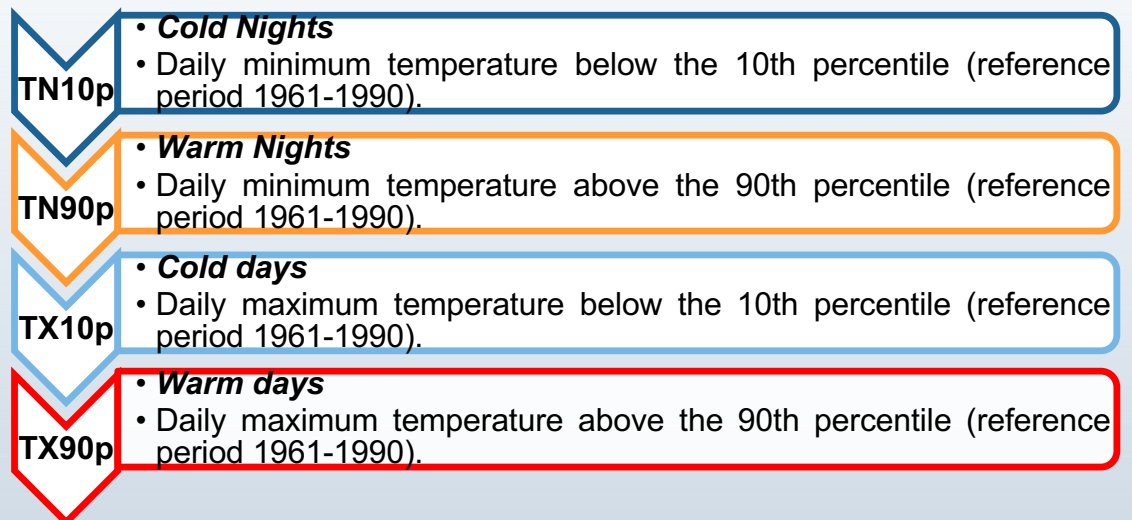 TN10p
• Cold Nights
• Daily minimum temperature below the 10th percentile (reference
period 1961-1990).
TN90p
• Warm Nights
• Daily minimum temperature above the 90th percentile (reference
period 1961-1990).
TX10p
• Cold days
• Daily maximum temperature below the 10th percentile (reference
period 1961-1990).
TX90p
• Warm days
• Daily maximum temperature above the 90th percentile (reference
period 1961-1990).